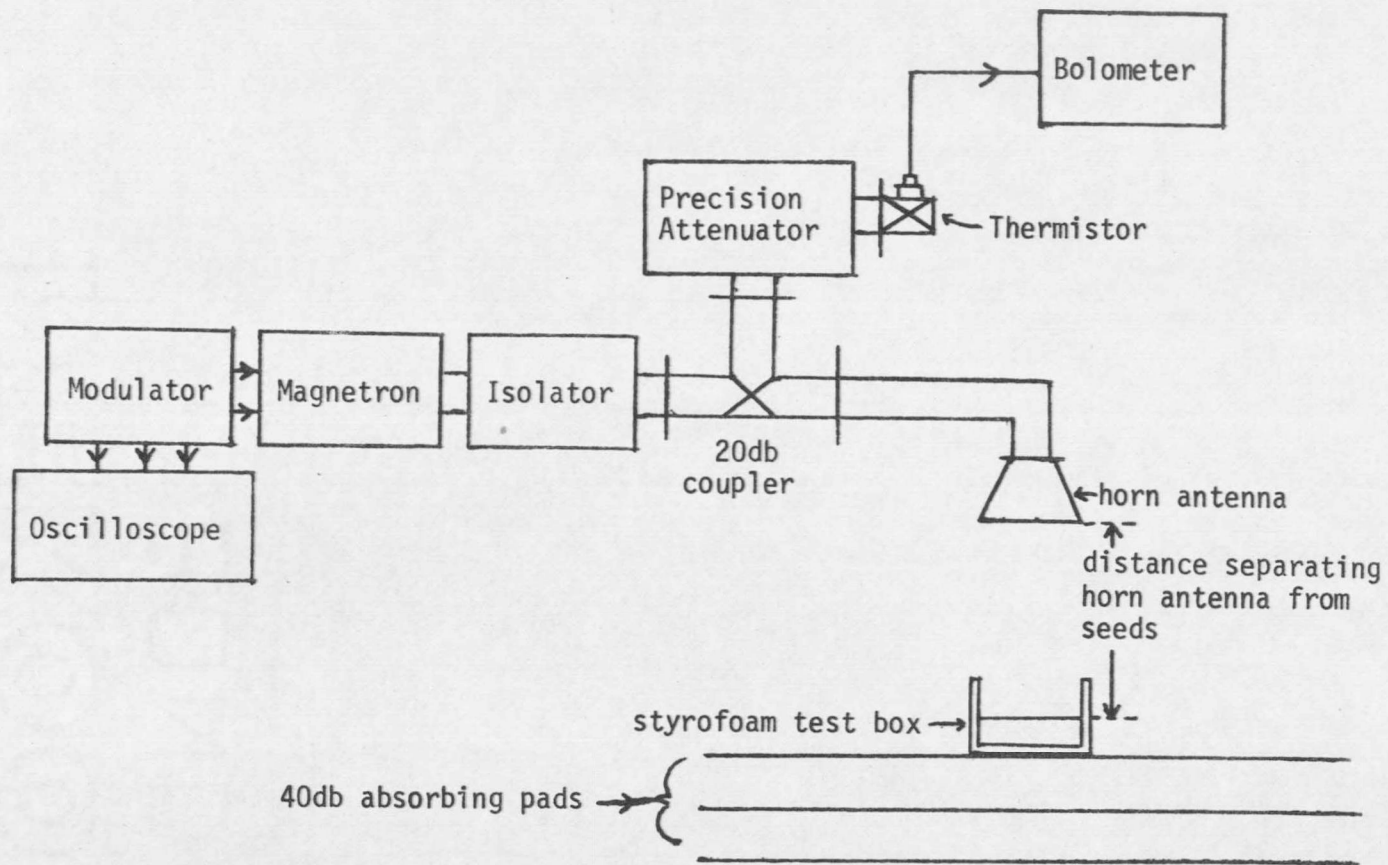 Bolometer
Precision
Attenuator
Thermistor
Modulator
Magnetron
Isolator
20db
coupler
horn antenna
Oscilloscope
distance separating
horn antenna from
seeds
styrofoam test box
40db absorbing pads